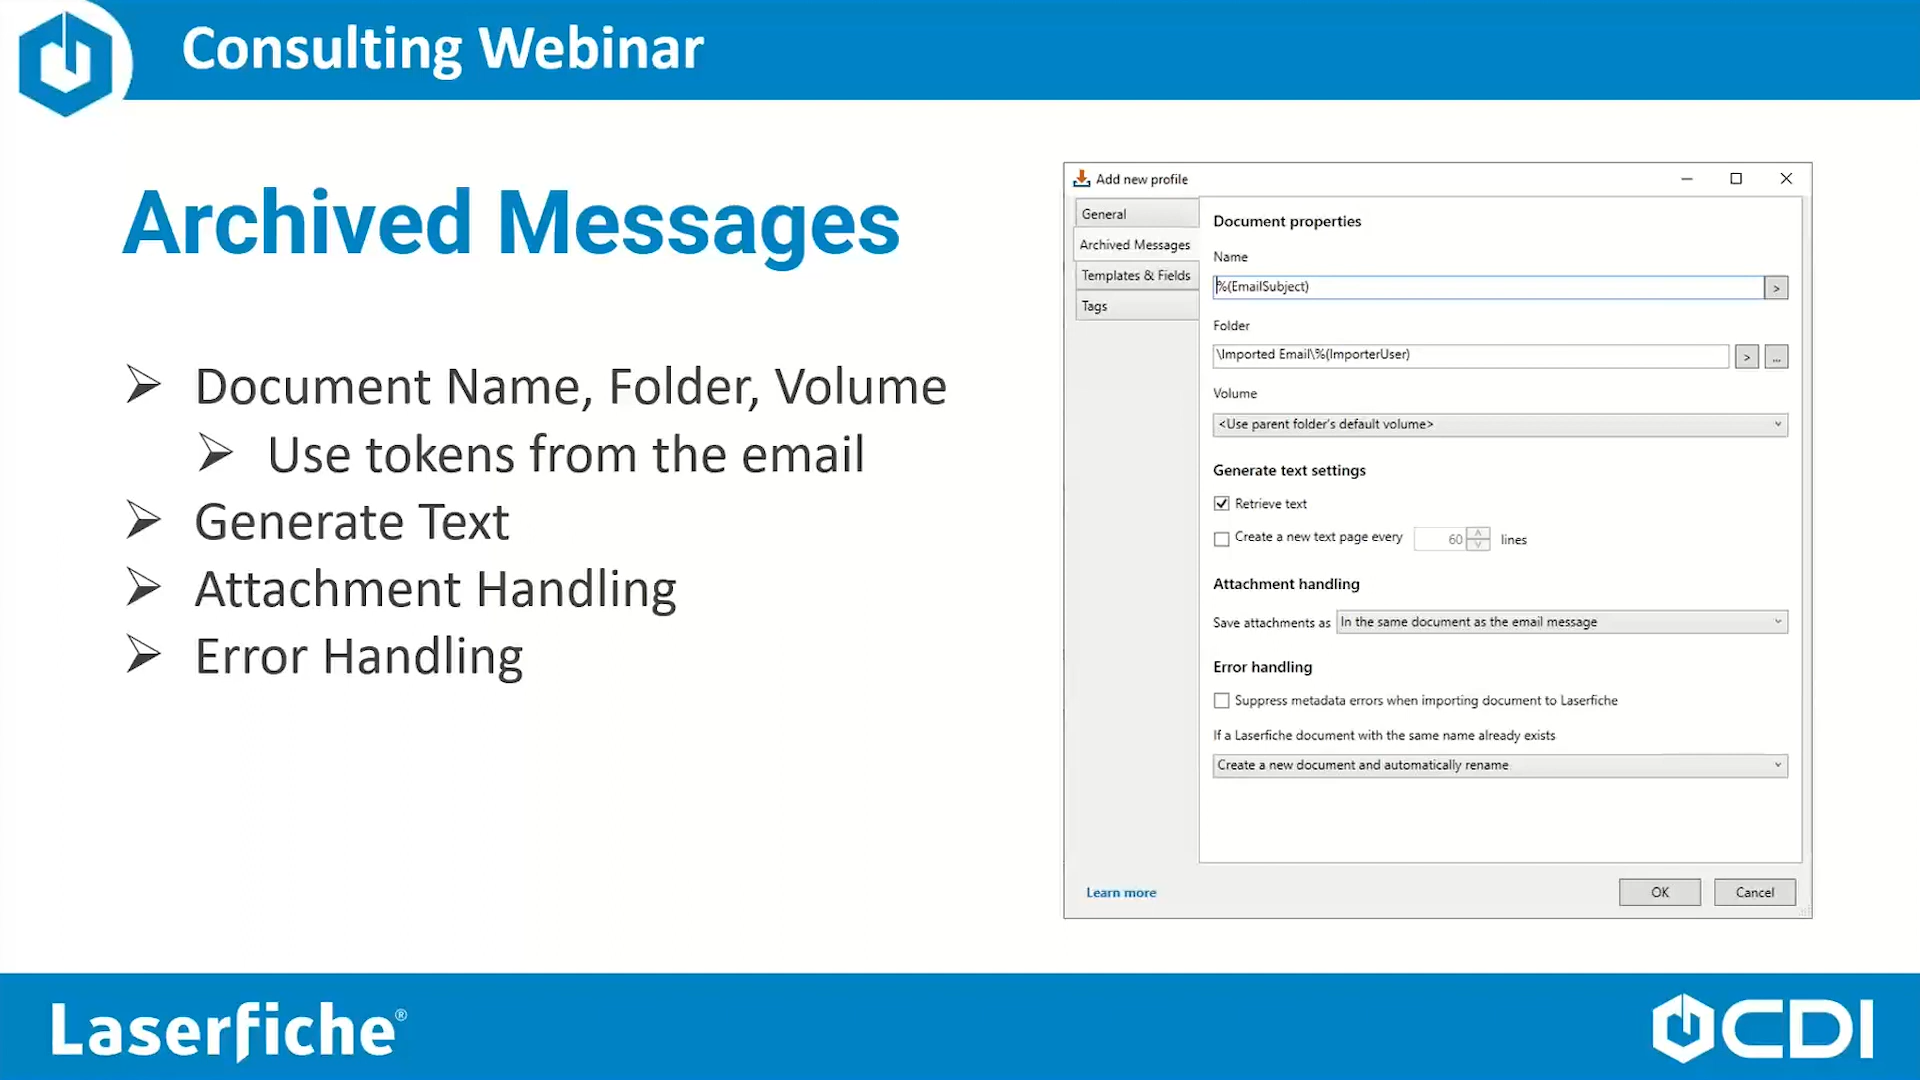 Consulting Webinar
Archived Messages
➢ Document Name, Folder, Volume
➢ Use tokens from the email
➢ Generate Text
➢ Attachment Handling
➢ Error Handling
Add new profile
General
Archived Messages
Templates & Fields
Tags
Document properties
Name
%(EmailSubject)
>
Folder
\Imported Email\%(ImporterUser)
> ...
Volume
<Use parent folder's default volume>
Generate text settings
Retrieve text
Create a new text page every 60 lines
Attachment handling
Save attachments as In the same document as the email message
Error handling
Suppress metadata errors when importing document to Laserfiche
If a Laserfiche document with the same name already exists
Create a new document and automatically rename
Learn more
OK Cancel
Laserfiche®
CDI